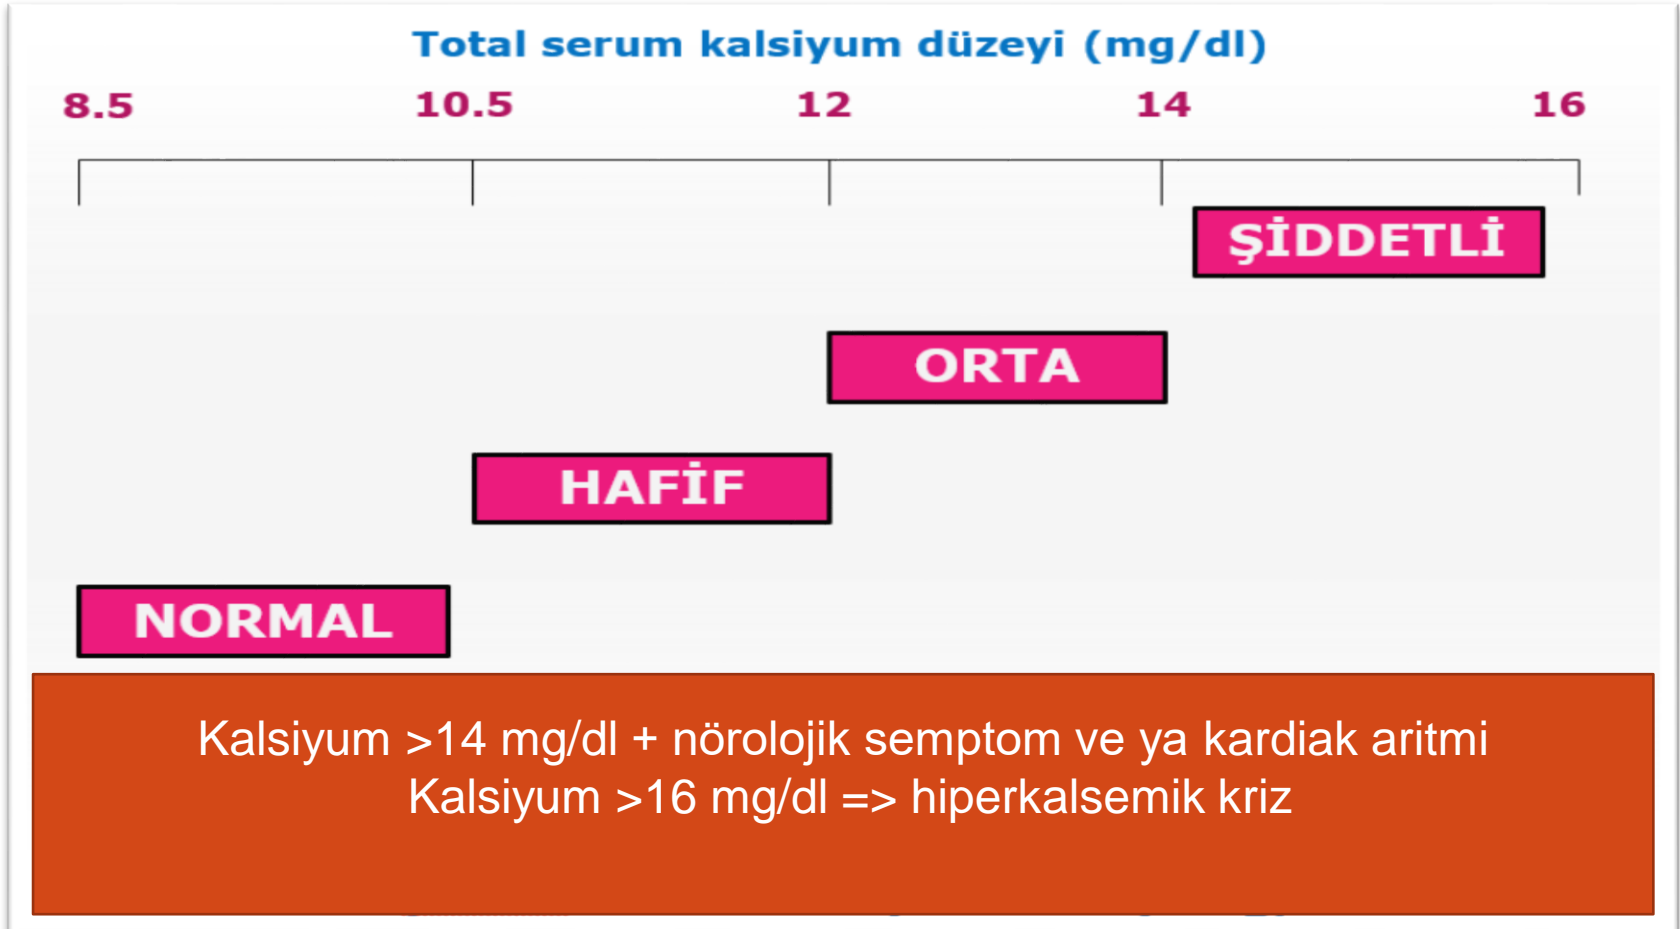 Total serum kalsiyum düzeyi (mg/dl)
8.5 10.5 12 14 16
ŞİDDETLİ
ORTA
HAFİF
NORMAL
Kalsiyum >14 mg/dl + nörolojik semptom ve ya kardiak aritmi
Kalsiyum >16 mg/dl => hiperkalsemik kriz